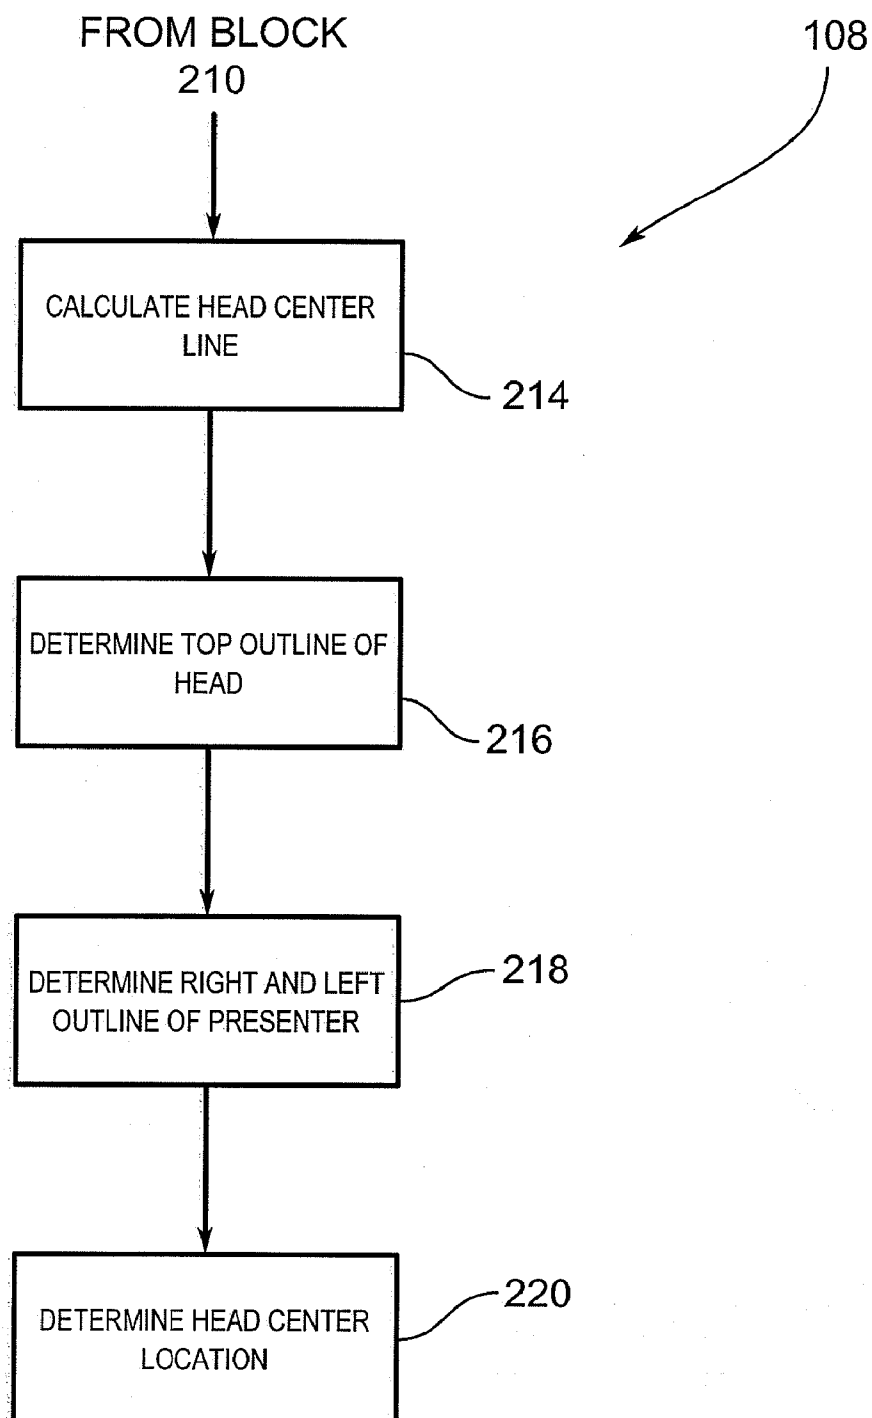 FROM BLOCK
210
108
CALCULATE HEAD CENTER
LINE
214
DETERMINE TOP OUTLINE OF
HEAD
216
DETERMINE RIGHT AND LEFT
OUTLINE OF PRESENTER
218
DETERMINE HEAD CENTER
LOCATION
220